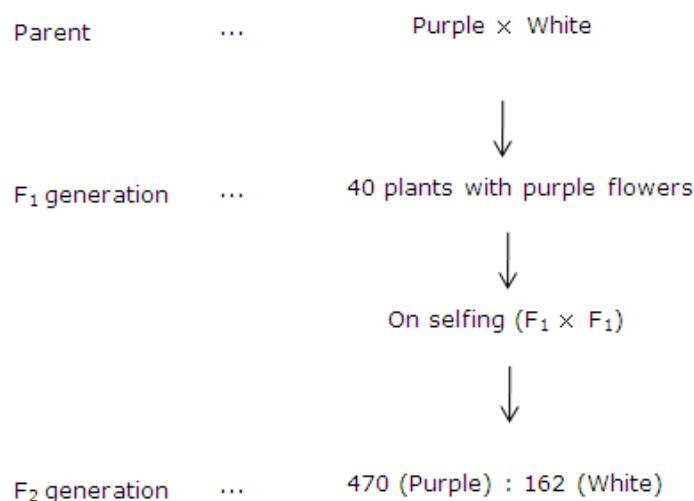 Parent ... Purple × White
F₁ generation ... 40 plants with purple flowers
On selfing (F₁ × F₁)
F₂ generation ... 470 (Purple) : 162 (White)